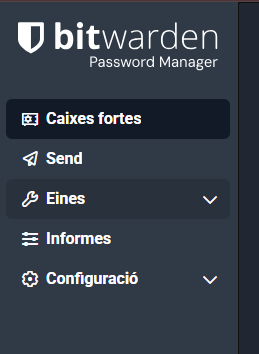 bitwarden
Password Manager
Caixes fortes
Send
Eines
Informes
Configuració